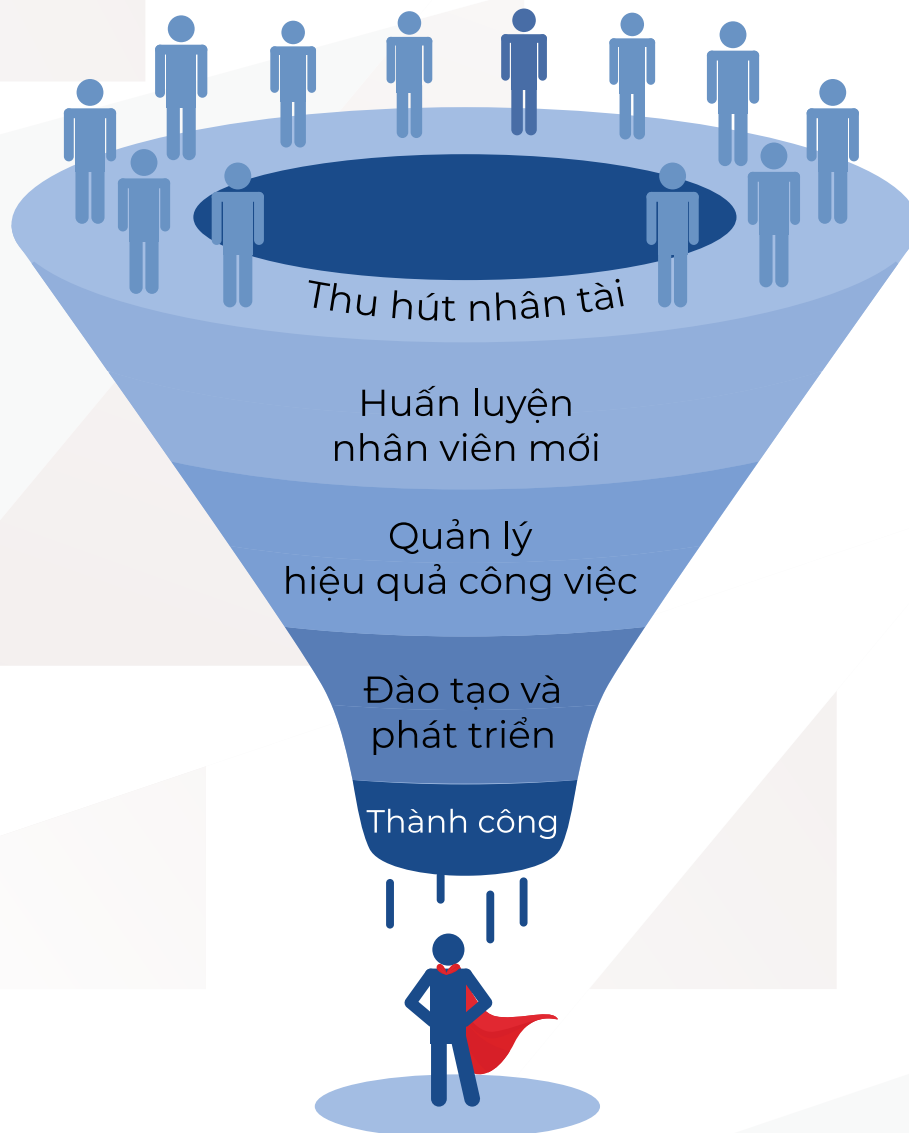 Thu hút nhân tài
Huấn luyện
nhân viên mới
Quản lý
hiệu quả công việc
Đào tạo và
phát triển
Thành công